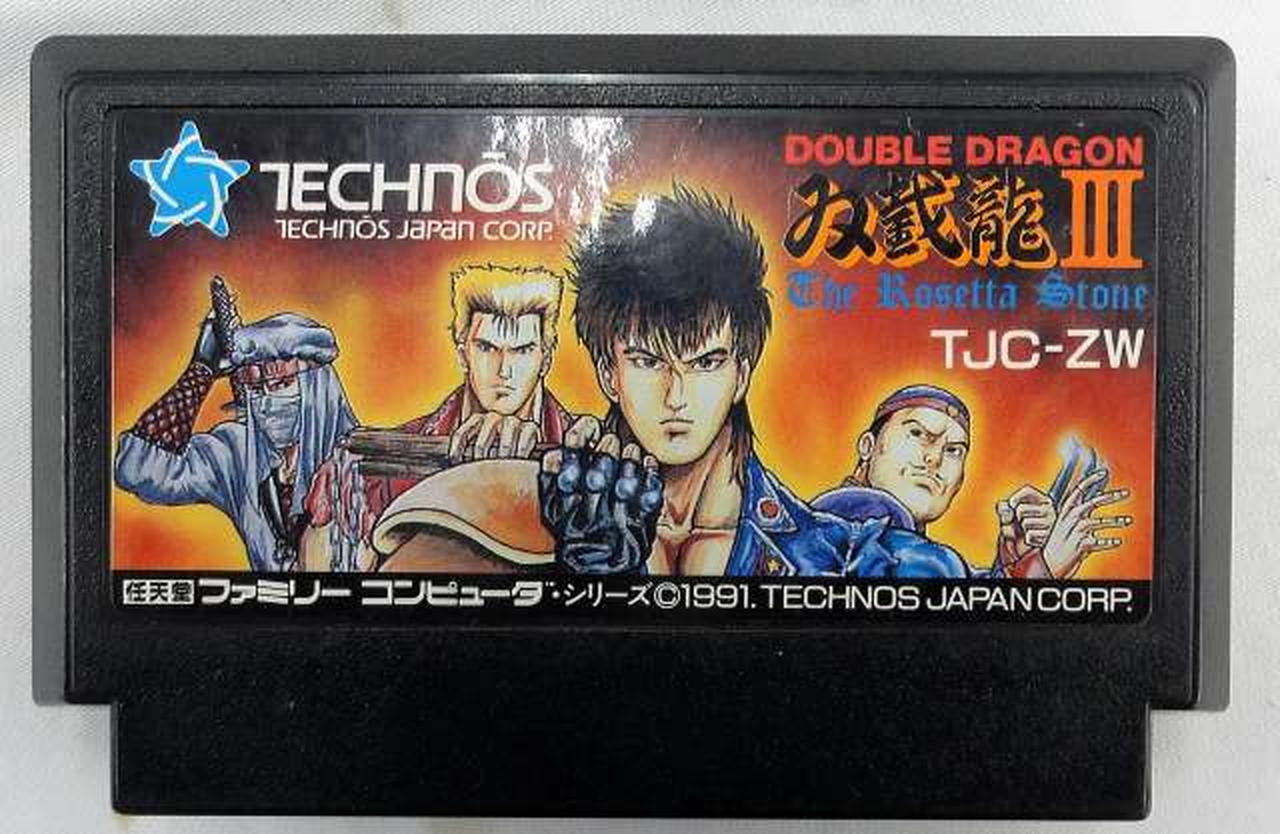 TECHNŌS
TECHNŌS JAPAN CORP.
DOUBLE DRAGON
双截龍III
The Rosetta Stone
TJC-ZW
任天堂 ファミリー コンピュータ・シリーズ©1991. TECHNOS JAPAN CORP.